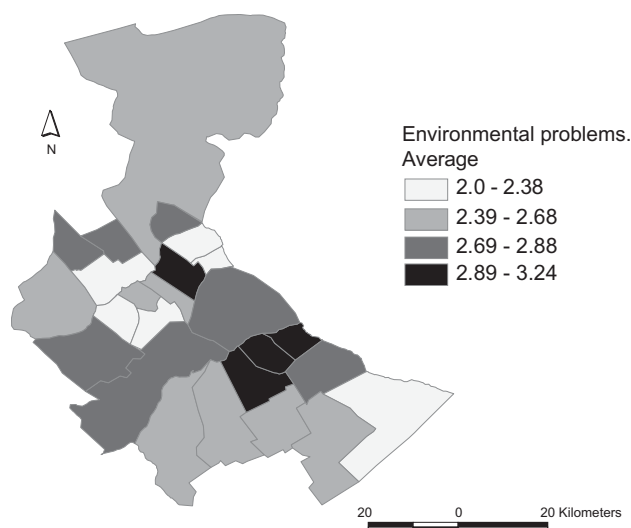 N
Environmental problems.
Average
2.0 - 2.38
2.39 - 2.68
2.69 - 2.88
2.89 - 3.24
20 0 20 Kilometers